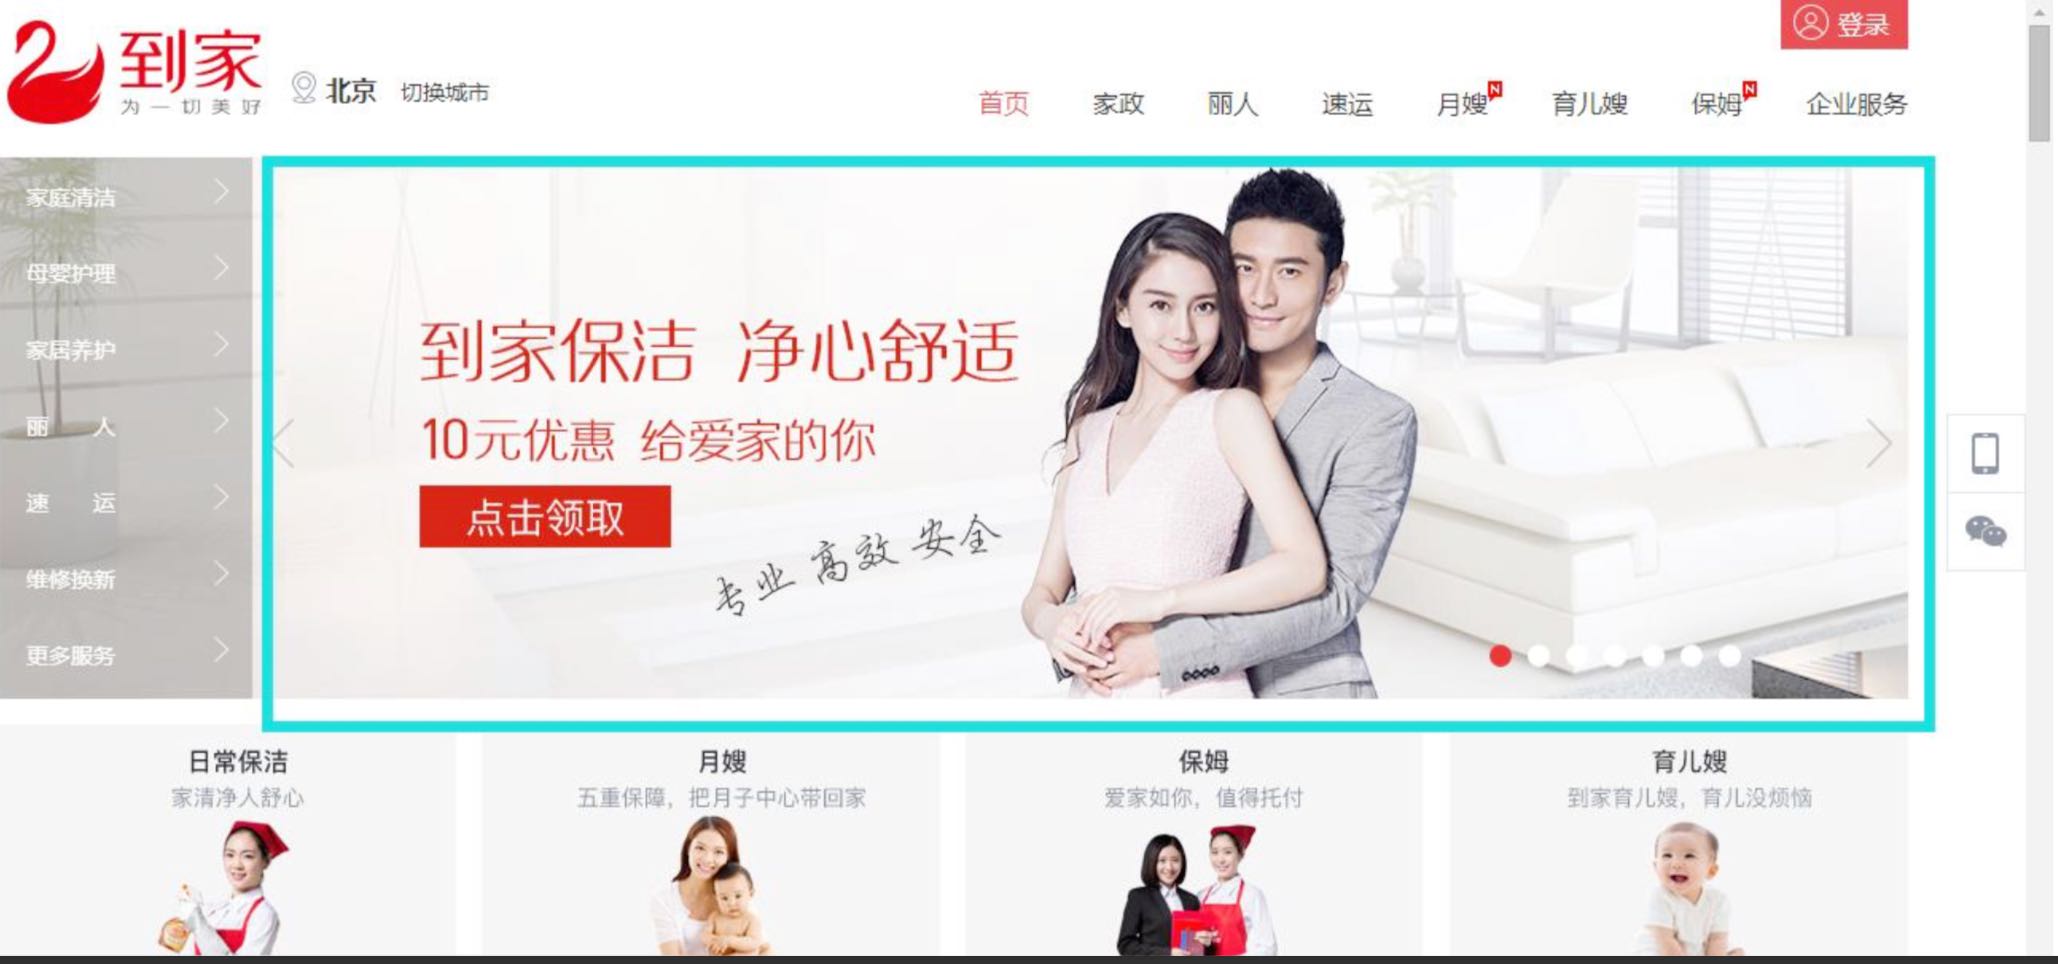 登录
到家
为一切美好
北京 切换城市
首页 家政 丽人 速运 月嫂N 育儿嫂 保姆N 企业服务
家庭清洁
母婴护理
家居养护
丽 人
速 运
维修换新
更多服务
到家保洁 净心舒适
10元优惠 给爱家的你
点击领取
专业 高效 安全
日常保洁
家清净人舒心
月嫂
五重保障，把月子中心带回家
保姆
爱家如你，值得托付
育儿嫂
到家育儿嫂，育儿没烦恼